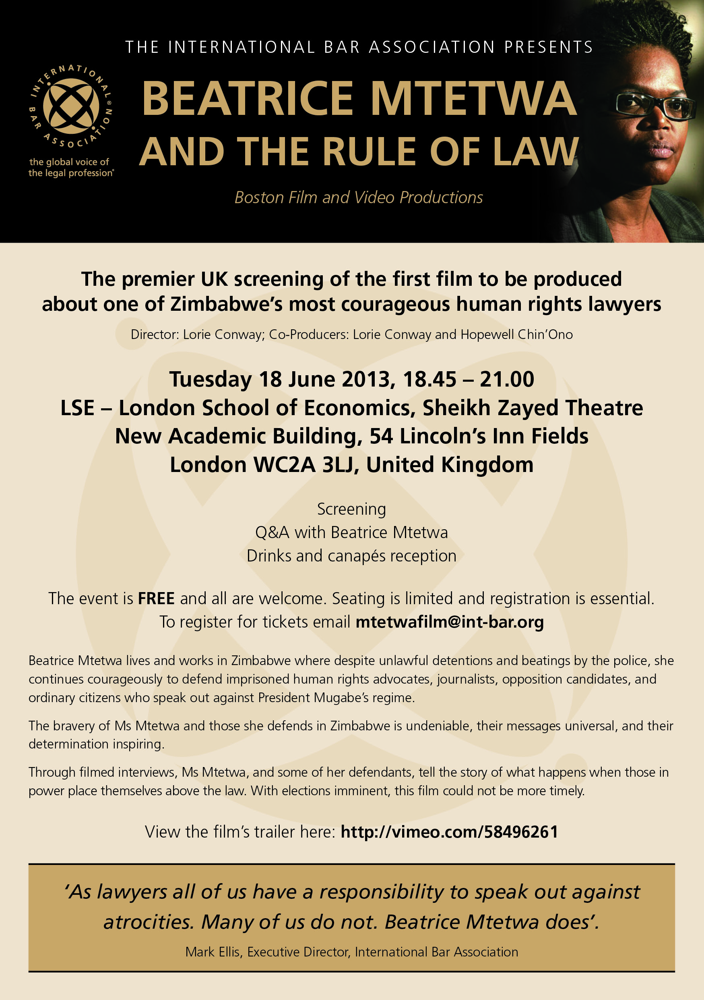 THE INTERNATIONAL BAR ASSOCIATION PRESENTS
INTERNATIONAL BAR ASSOCIATION®
the global voice of
the legal profession®
BEATRICE MTETWA
AND THE RULE OF LAW
Boston Film and Video Productions
The premier UK screening of the first film to be produced
about one of Zimbabwe’s most courageous human rights lawyers
Director: Lorie Conway; Co-Producers: Lorie Conway and Hopewell Chin’Ono
Tuesday 18 June 2013, 18.45 – 21.00
LSE – London School of Economics, Sheikh Zayed Theatre
New Academic Building, 54 Lincoln’s Inn Fields
London WC2A 3LJ, United Kingdom
Screening
Q&A with Beatrice Mtetwa
Drinks and canapés reception
The event is FREE and all are welcome. Seating is limited and registration is essential.
To register for tickets email mtetwafilm@int-bar.org
Beatrice Mtetwa lives and works in Zimbabwe where despite unlawful detentions and beatings by the police, she
continues courageously to defend imprisoned human rights advocates, journalists, opposition candidates, and
ordinary citizens who speak out against President Mugabe’s regime.
The bravery of Ms Mtetwa and those she defends in Zimbabwe is undeniable, their messages universal, and their
determination inspiring.
Through filmed interviews, Ms Mtetwa, and some of her defendants, tell the story of what happens when those in
power place themselves above the law. With elections imminent, this film could not be more timely.
View the film’s trailer here: http://vimeo.com/58496261
‘As lawyers all of us have a responsibility to speak out against
atrocities. Many of us do not. Beatrice Mtetwa does’.
Mark Ellis, Executive Director, International Bar Association